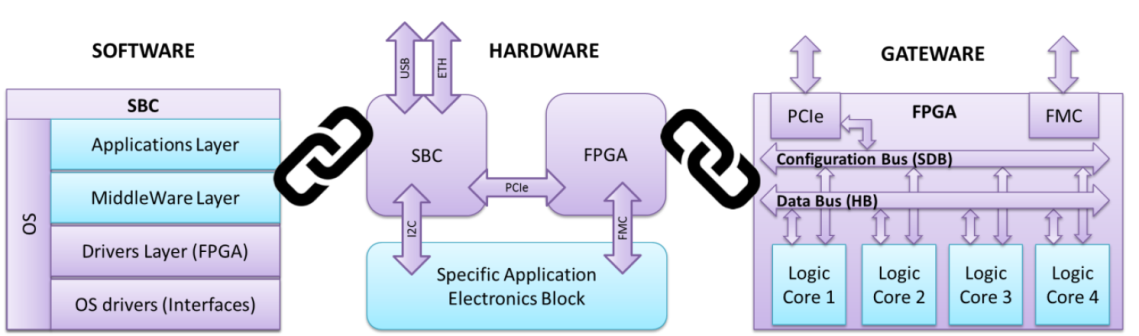 SOFTWARE
SBC
OS
Applications Layer
MiddleWare Layer
Drivers Layer (FPGA)
OS drivers (Interfaces)
HARDWARE
USB
ETH
SBC
FPGA
PCIe
I2C
FMC
Specific Application
Electronics Block
GATEWARE
PCIe
FPGA
FMC
Configuration Bus (SDB)
Data Bus (HB)
Logic
Core 1
Logic
Core 2
Logic
Core 3
Logic
Core 4